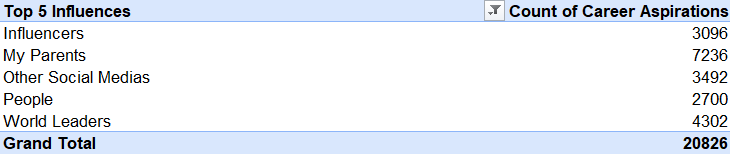 Top 5 Influences Count of Career Aspirations
Influencers 3096
My Parents 7236
Other Social Medias 3492
People 2700
World Leaders 4302
Grand Total 20826